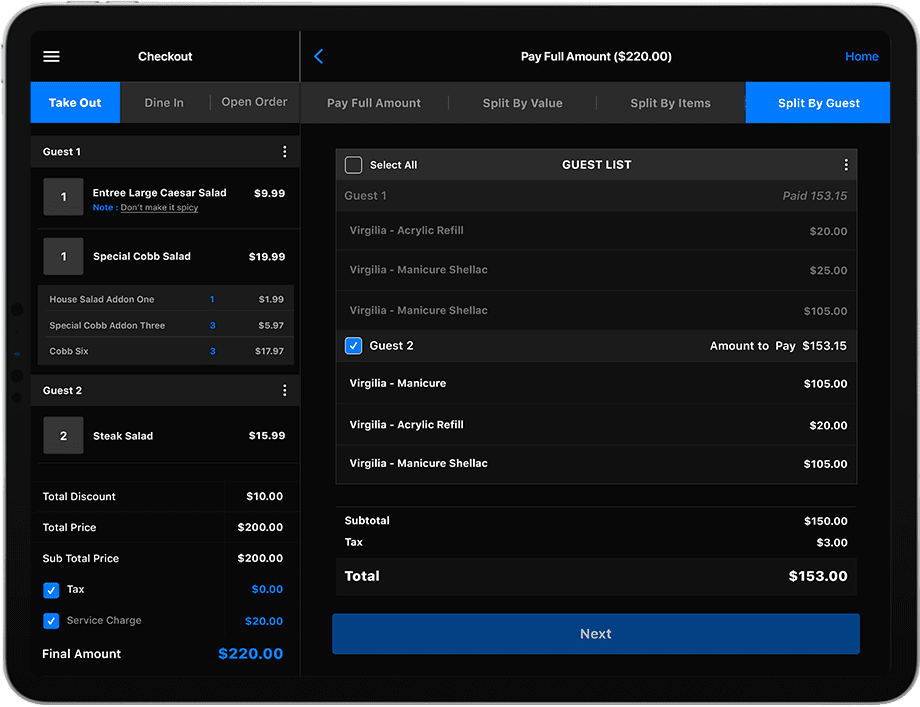 Checkout
Take Out Dine In Open Order
Guest 1
1 Entree Large Caesar Salad $9.99
Note : Don't make it spicy
1 Special Cobb Salad $19.99
House Salad Addon One 1 $1.99
Special Cobb Addon Three 3 $5.97
Cobb Six 3 $17.97
Guest 2
2 Steak Salad $15.99
Total Discount $10.00
Total Price $200.00
Sub Total Price $200.00
Tax $0.00
Service Charge $20.00
Final Amount $220.00
Pay Full Amount ($220.00) Home
Pay Full Amount Split By Value Split By Items Split By Guest
Select All GUEST LIST
Guest 1 Paid 153.15
Virgilia - Acrylic Refill $20.00
Virgilia - Manicure Shellac $25.00
Virgilia - Manicure Shellac $105.00
Guest 2 Amount to Pay $153.15
Virgilia - Manicure $105.00
Virgilia - Acrylic Refill $20.00
Virgilia - Manicure Shellac $105.00
Subtotal $150.00
Tax $3.00
Total $153.00
Next